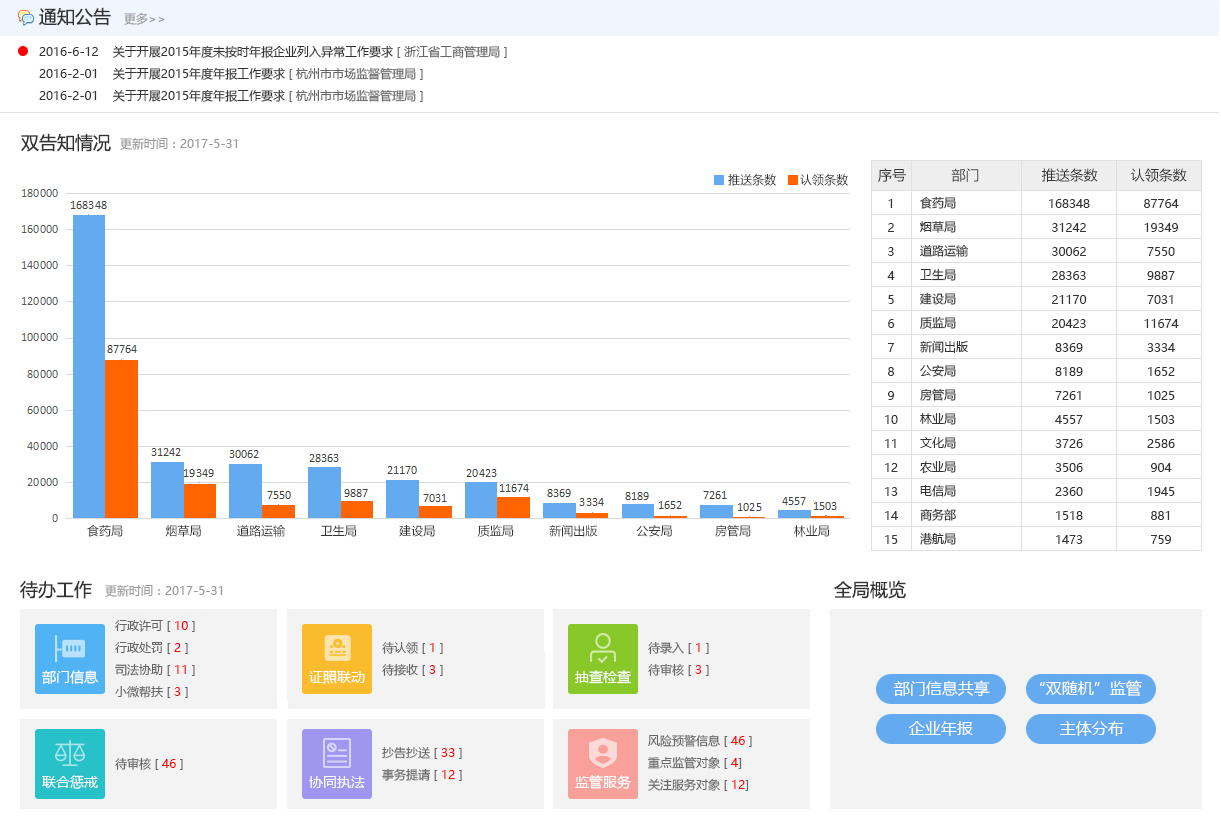 通知公告 更多>>
2016-6-12 关于开展2015年度未按时年报企业列入异常工作要求 [ 浙江省工商管理局 ]
2016-2-01 关于开展2015年度年报工作要求 [ 杭州市市场监督管理局 ]
2016-2-01 关于开展2015年度年报工作要求 [ 杭州市市场监督管理局 ]
双告知情况 更新时间：2017-5-31
推送条数 认领条数
180000
160000
140000
120000
100000
80000
60000
40000
20000
0
168348 87764
31242 19349
30062 7550
28363 9887
21170 7031
20423 11674
8369 3334
8189 1652
7261 1025
4557 1503
食药局 烟草局 道路运输 卫生局 建设局 质监局 新闻出版 公安局 房管局 林业局
序号 部门 推送条数 认领条数
1 食药局 168348 87764
2 烟草局 31242 19349
3 道路运输 30062 7550
4 卫生局 28363 9887
5 建设局 21170 7031
6 质监局 20423 11674
7 新闻出版 8369 3334
8 公安局 8189 1652
9 房管局 7261 1025
10 林业局 4557 1503
11 文化局 3726 2586
12 农业局 3506 904
13 电信局 2360 1945
14 商务部 1518 881
15 港航局 1473 759
待办工作 更新时间：2017-5-31
部门信息
行政许可 [ 10 ]
行政处罚 [ 2 ]
司法协助 [ 11 ]
小微帮扶 [ 3 ]
证照联动
待认领 [ 1 ]
待接收 [ 3 ]
抽查检查
待录入 [ 1 ]
待审核 [ 3 ]
联合惩戒
待审核 [ 46 ]
协同执法
抄告抄送 [ 33 ]
事务提请 [ 12 ]
监管服务
风险预警信息 [ 46 ]
重点监管对象 [ 4]
关注服务对象 [ 12]
全局概览
部门信息共享 “双随机”监管
企业年报 主体分布